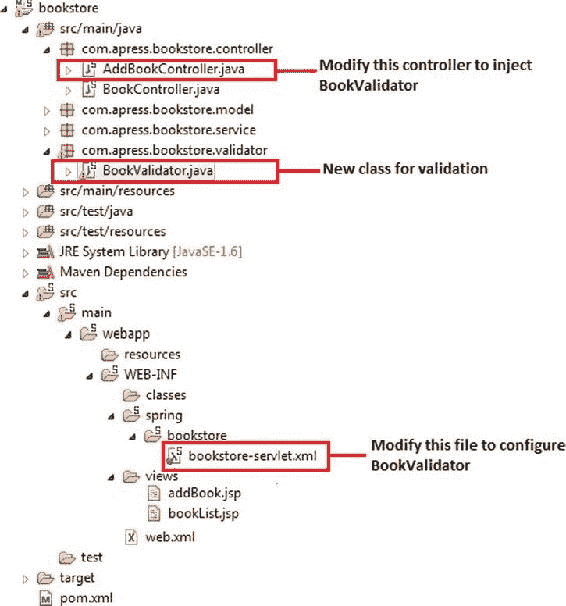 bookstore
src/main/java
com.apress.bookstore.controller
AddBookController.java
Modify this controller to inject
BookValidator
BookController.java
com.apress.bookstore.model
com.apress.bookstore.service
com.apress.bookstore.validator
BookValidator.java
New class for validation
src/main/resources
src/test/java
src/test/resources
JRE System Library [JavaSE-1.6]
Maven Dependencies
src
main
webapp
resources
WEB-INF
classes
spring
bookstore
bookstore-servlet.xml
Modify this file to configure
BookValidator
views
addBook.jsp
bookList.jsp
web.xml
test
target
pom.xml